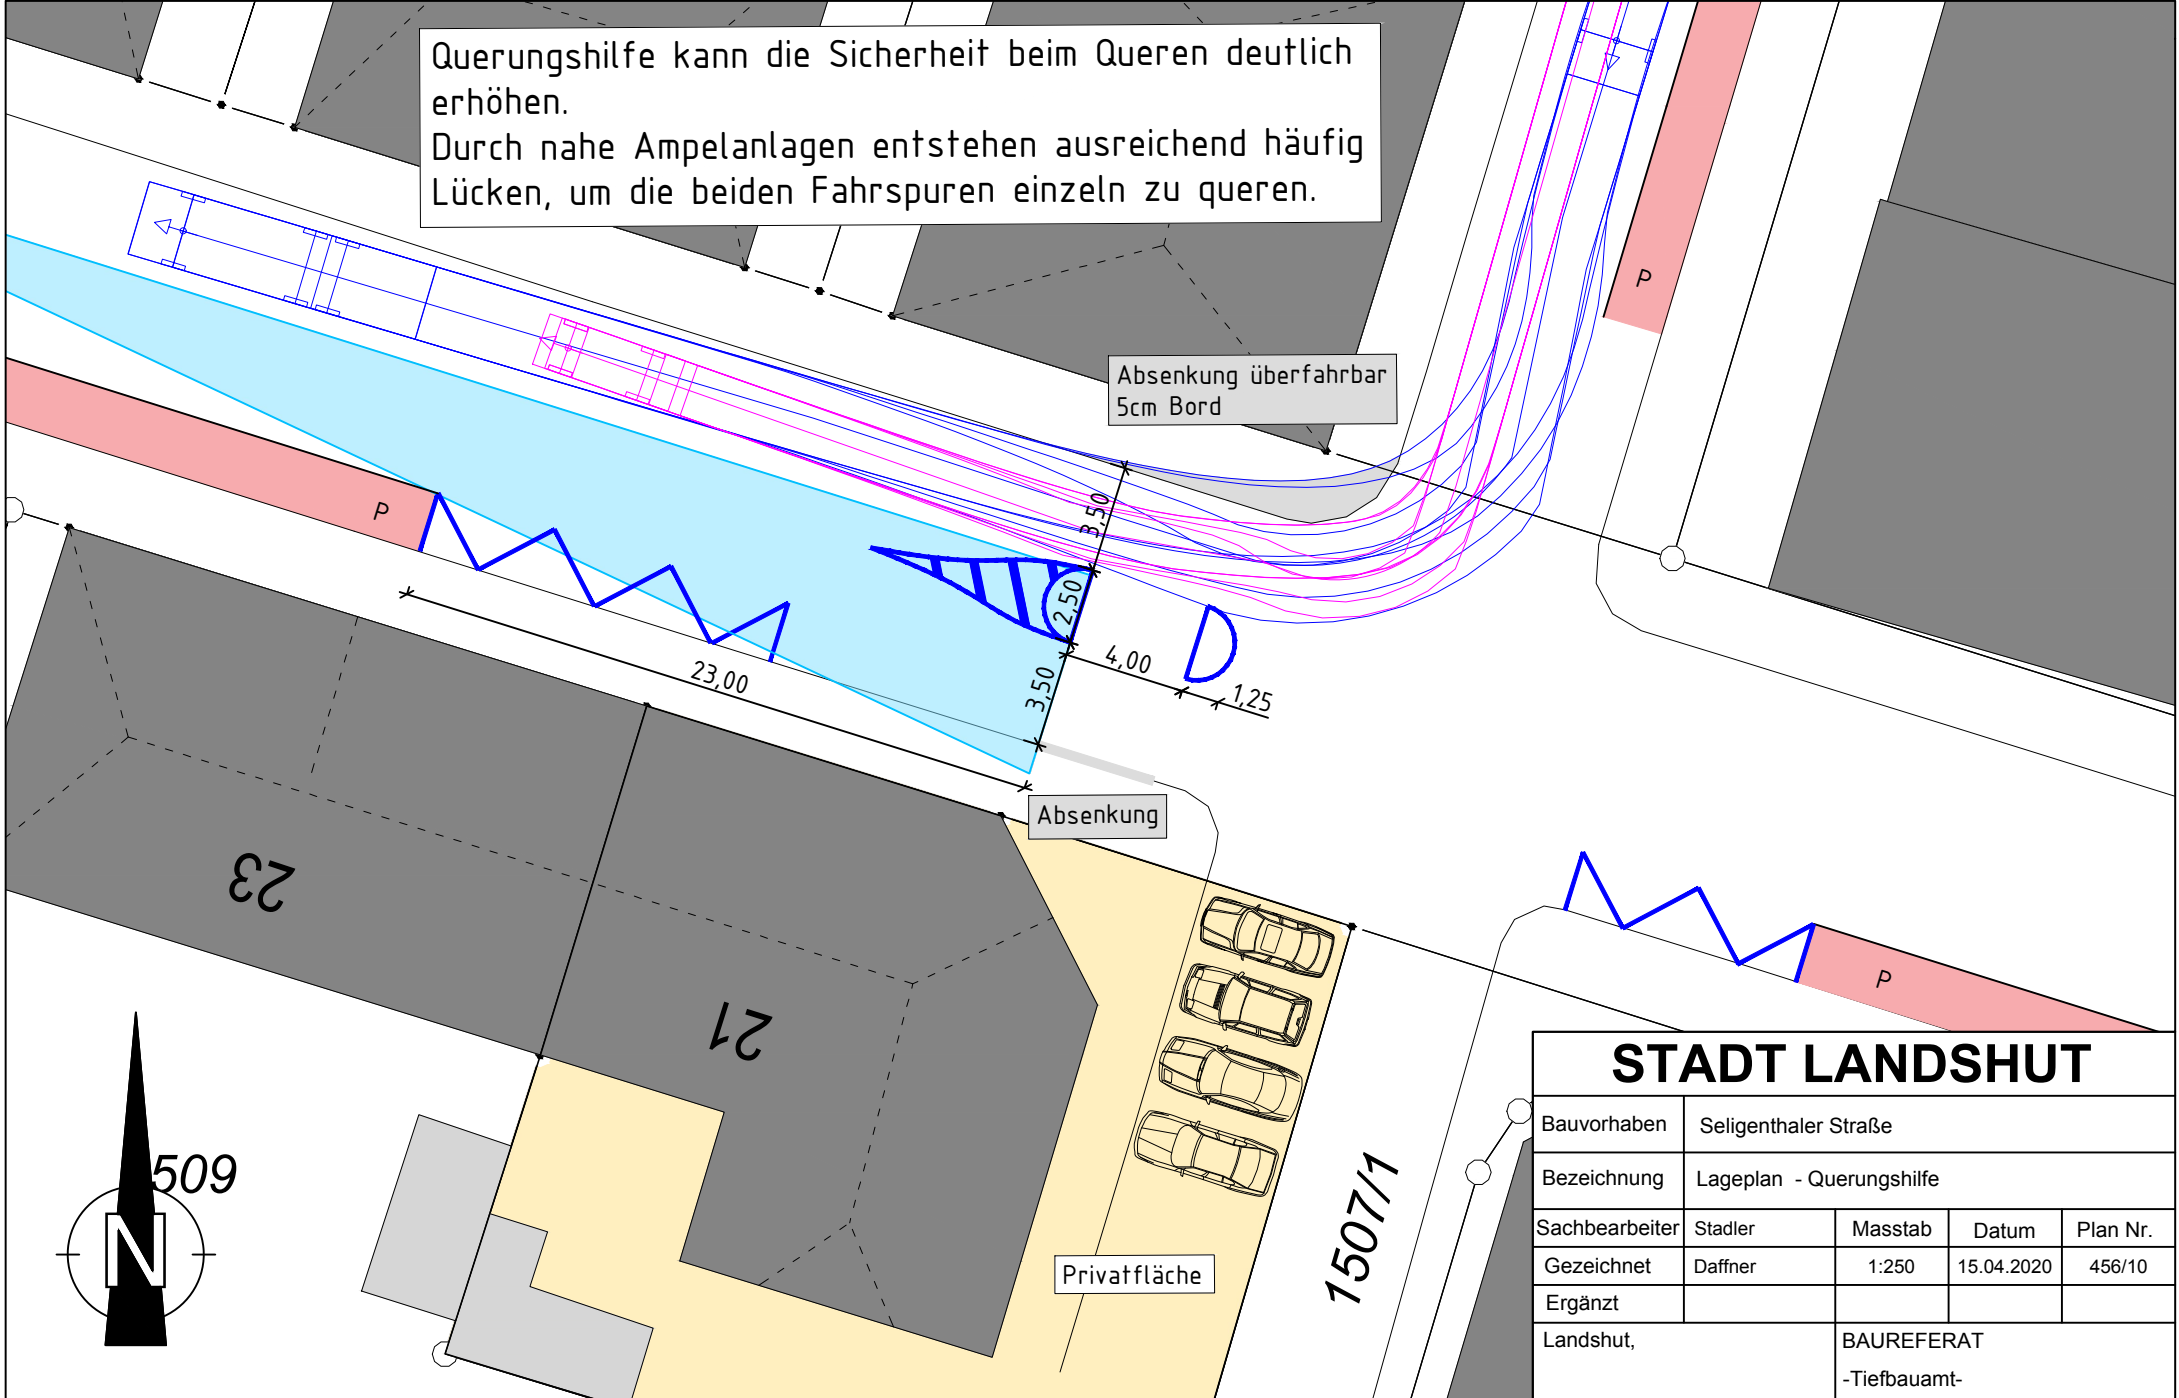 Querungshilfe kann die Sicherheit beim Queren deutlich
erhöhen.
Durch nahe Ampelanlagen entstehen ausreichend häufig
Lücken, um die beiden Fahrspuren einzeln zu queren.
P
Absenkung überfahrbar
5cm Bord
P
3,50
2,50
4,00
1,25
3,50
23,00
Absenkung
23
21
P
509
N
1507/1
Privatfläche
STADT LANDSHUT
Bauvorhaben Seligenthaler Straße
Bezeichnung Lageplan - Querungshilfe
Sachbearbeiter Stadler Masstab Datum Plan Nr.
Gezeichnet Daffner 1:250 15.04.2020 456/10
Ergänzt
Landshut, BAUREFERAT
-Tiefbauamt-